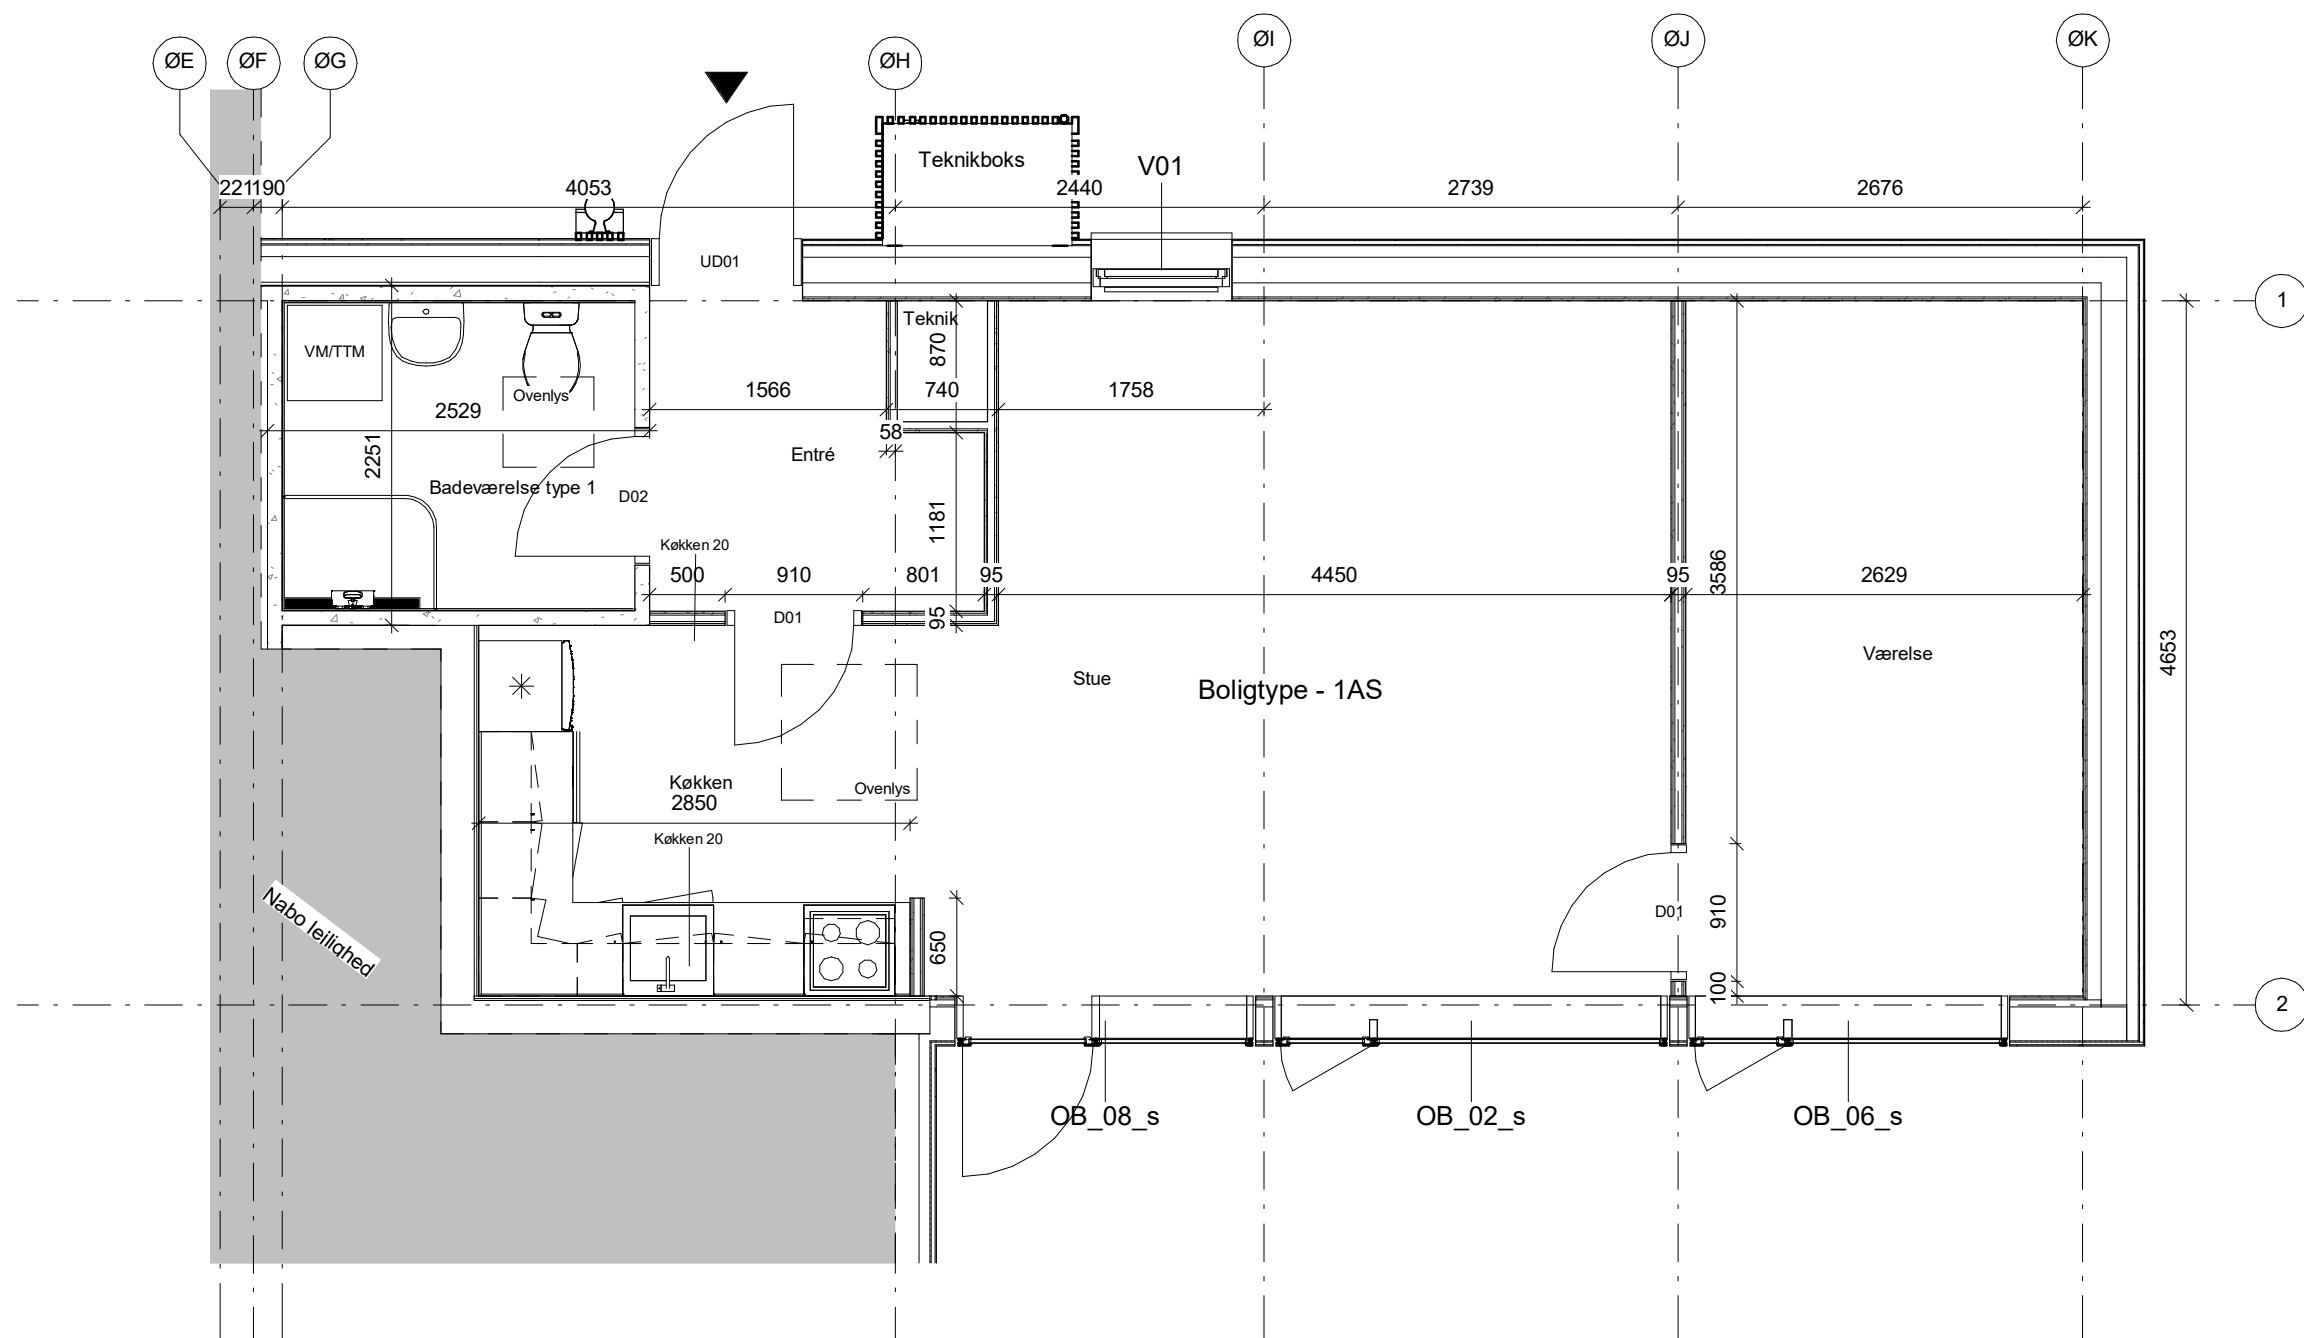 ØE
ØF
ØG
ØH
ØI
ØJ
ØK
Teknikboks
V01
221
190
4053
2440
2739
2676
UD01
1
Teknik
VM/TTM
870
Ovenlys
2529
1566
740
1758
58
Entré
2251
Badeværelse type 1
D02
1181
Køkken 20
500
910
801
95
4450
95
3586
2629
D01
95
Værelse
4653
Stue
Boligtype - 1AS
Køkken
2850
Ovenlys
Køkken 20
Nabo leilighed
D01
910
650
100
2
OB_08_s
OB_02_s
OB_06_s